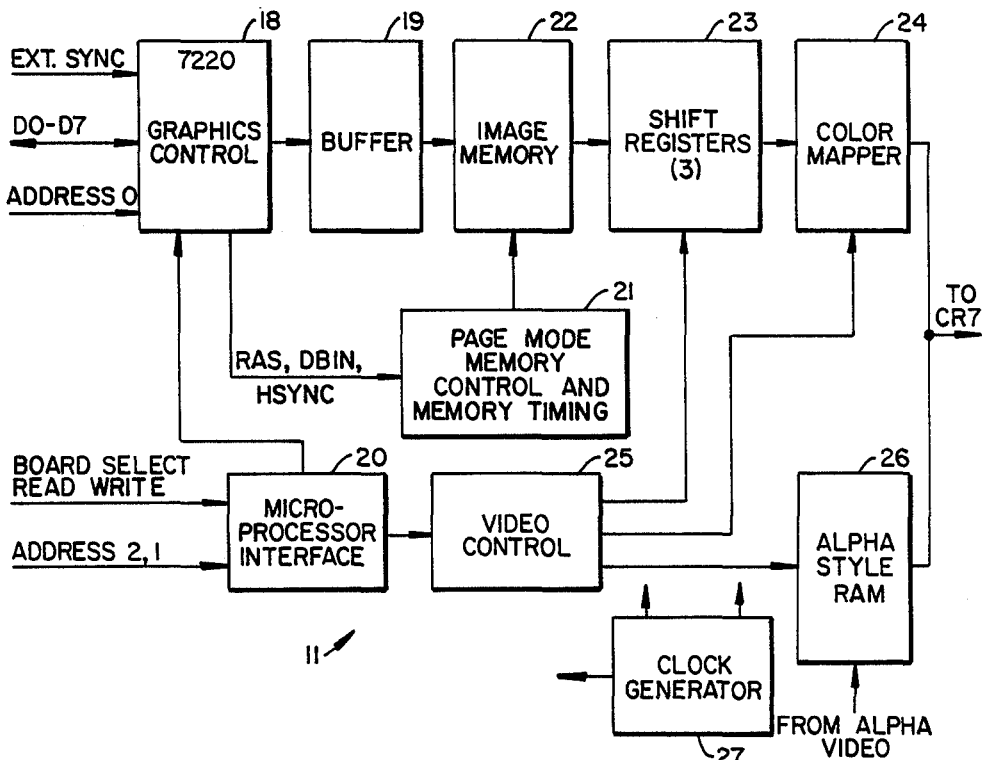 18
19
22
23
24
EXT. SYNC
7220
D0-D7
GRAPHICS
CONTROL
BUFFER
IMAGE
MEMORY
SHIFT
REGISTERS
(3)
COLOR
MAPPER
ADDRESS 0
21
TO
CR7
RAS, DBIN,
HSYNC
PAGE MODE
MEMORY
CONTROL AND
MEMORY TIMING
BOARD SELECT
READ WRITE
20
25
26
MICRO-
PROCESSOR
INTERFACE
VIDEO
CONTROL
ALPHA
STYLE
RAM
ADDRESS 2,1
11
CLOCK
GENERATOR
27
FROM ALPHA
VIDEO